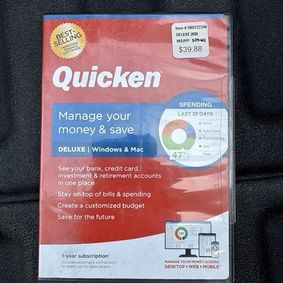 BEST-
SELLING
Quicken
Manage your
money & save
DELUXE | Windows & Mac
See your bank, credit card,
investment & retirement accounts
in one place
Stay on top of bills & spending
Create a customized budget
Save for the future
1-year subscription
$39.88
SPENDING
LAST 30 DAYS
47%
MANAGE YOUR MONEY ACROSS
DESKTOP • WEB • MOBILE